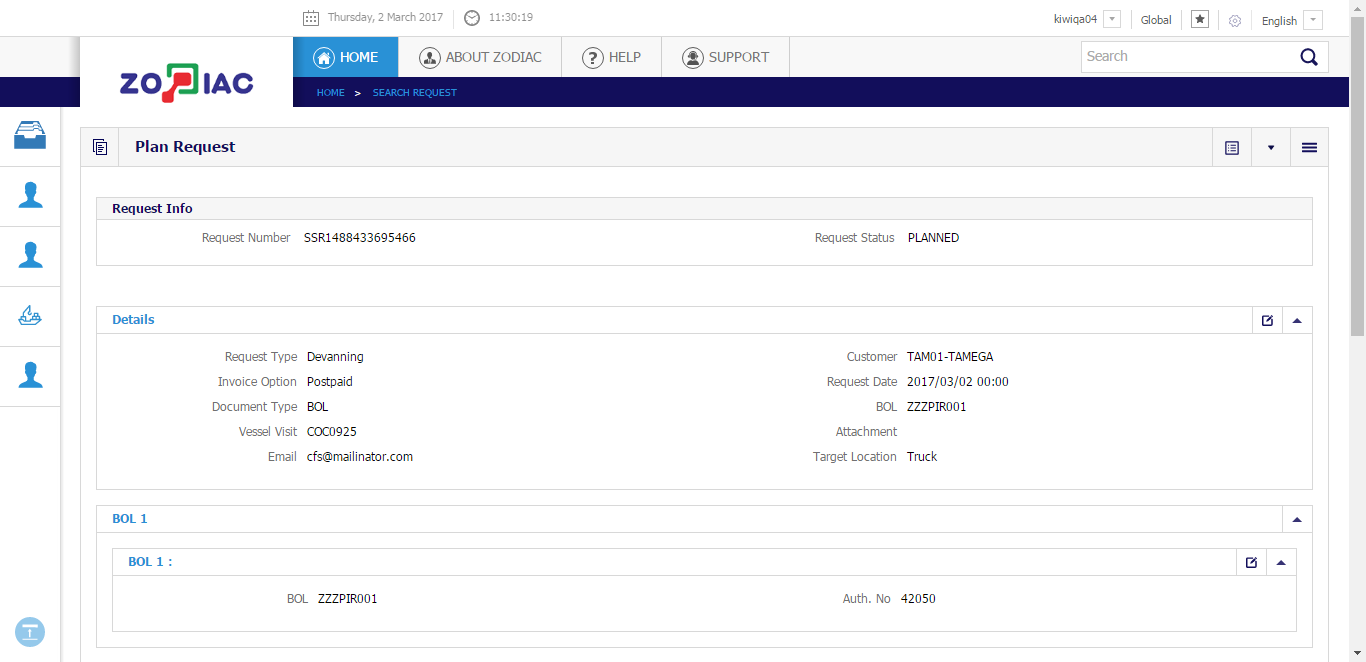 Thursday, 2 March 2017 11:30:19 kiwiqa04 Global English
ZODIAC HOME ABOUT ZODIAC ? HELP SUPPORT Search
HOME > SEARCH REQUEST
Plan Request
Request Info
Request Number SSR1488433695466 Request Status PLANNED
Details
Request Type Devanning Customer TAM01-TAMEGA
Invoice Option Postpaid Request Date 2017/03/02 00:00
Document Type BOL BOL ZZZPIR001
Vessel Visit COC0925 Attachment
Email cfs@mailinator.com Target Location Truck
BOL 1
BOL 1 :
BOL ZZZPIR001 Auth. No 42050